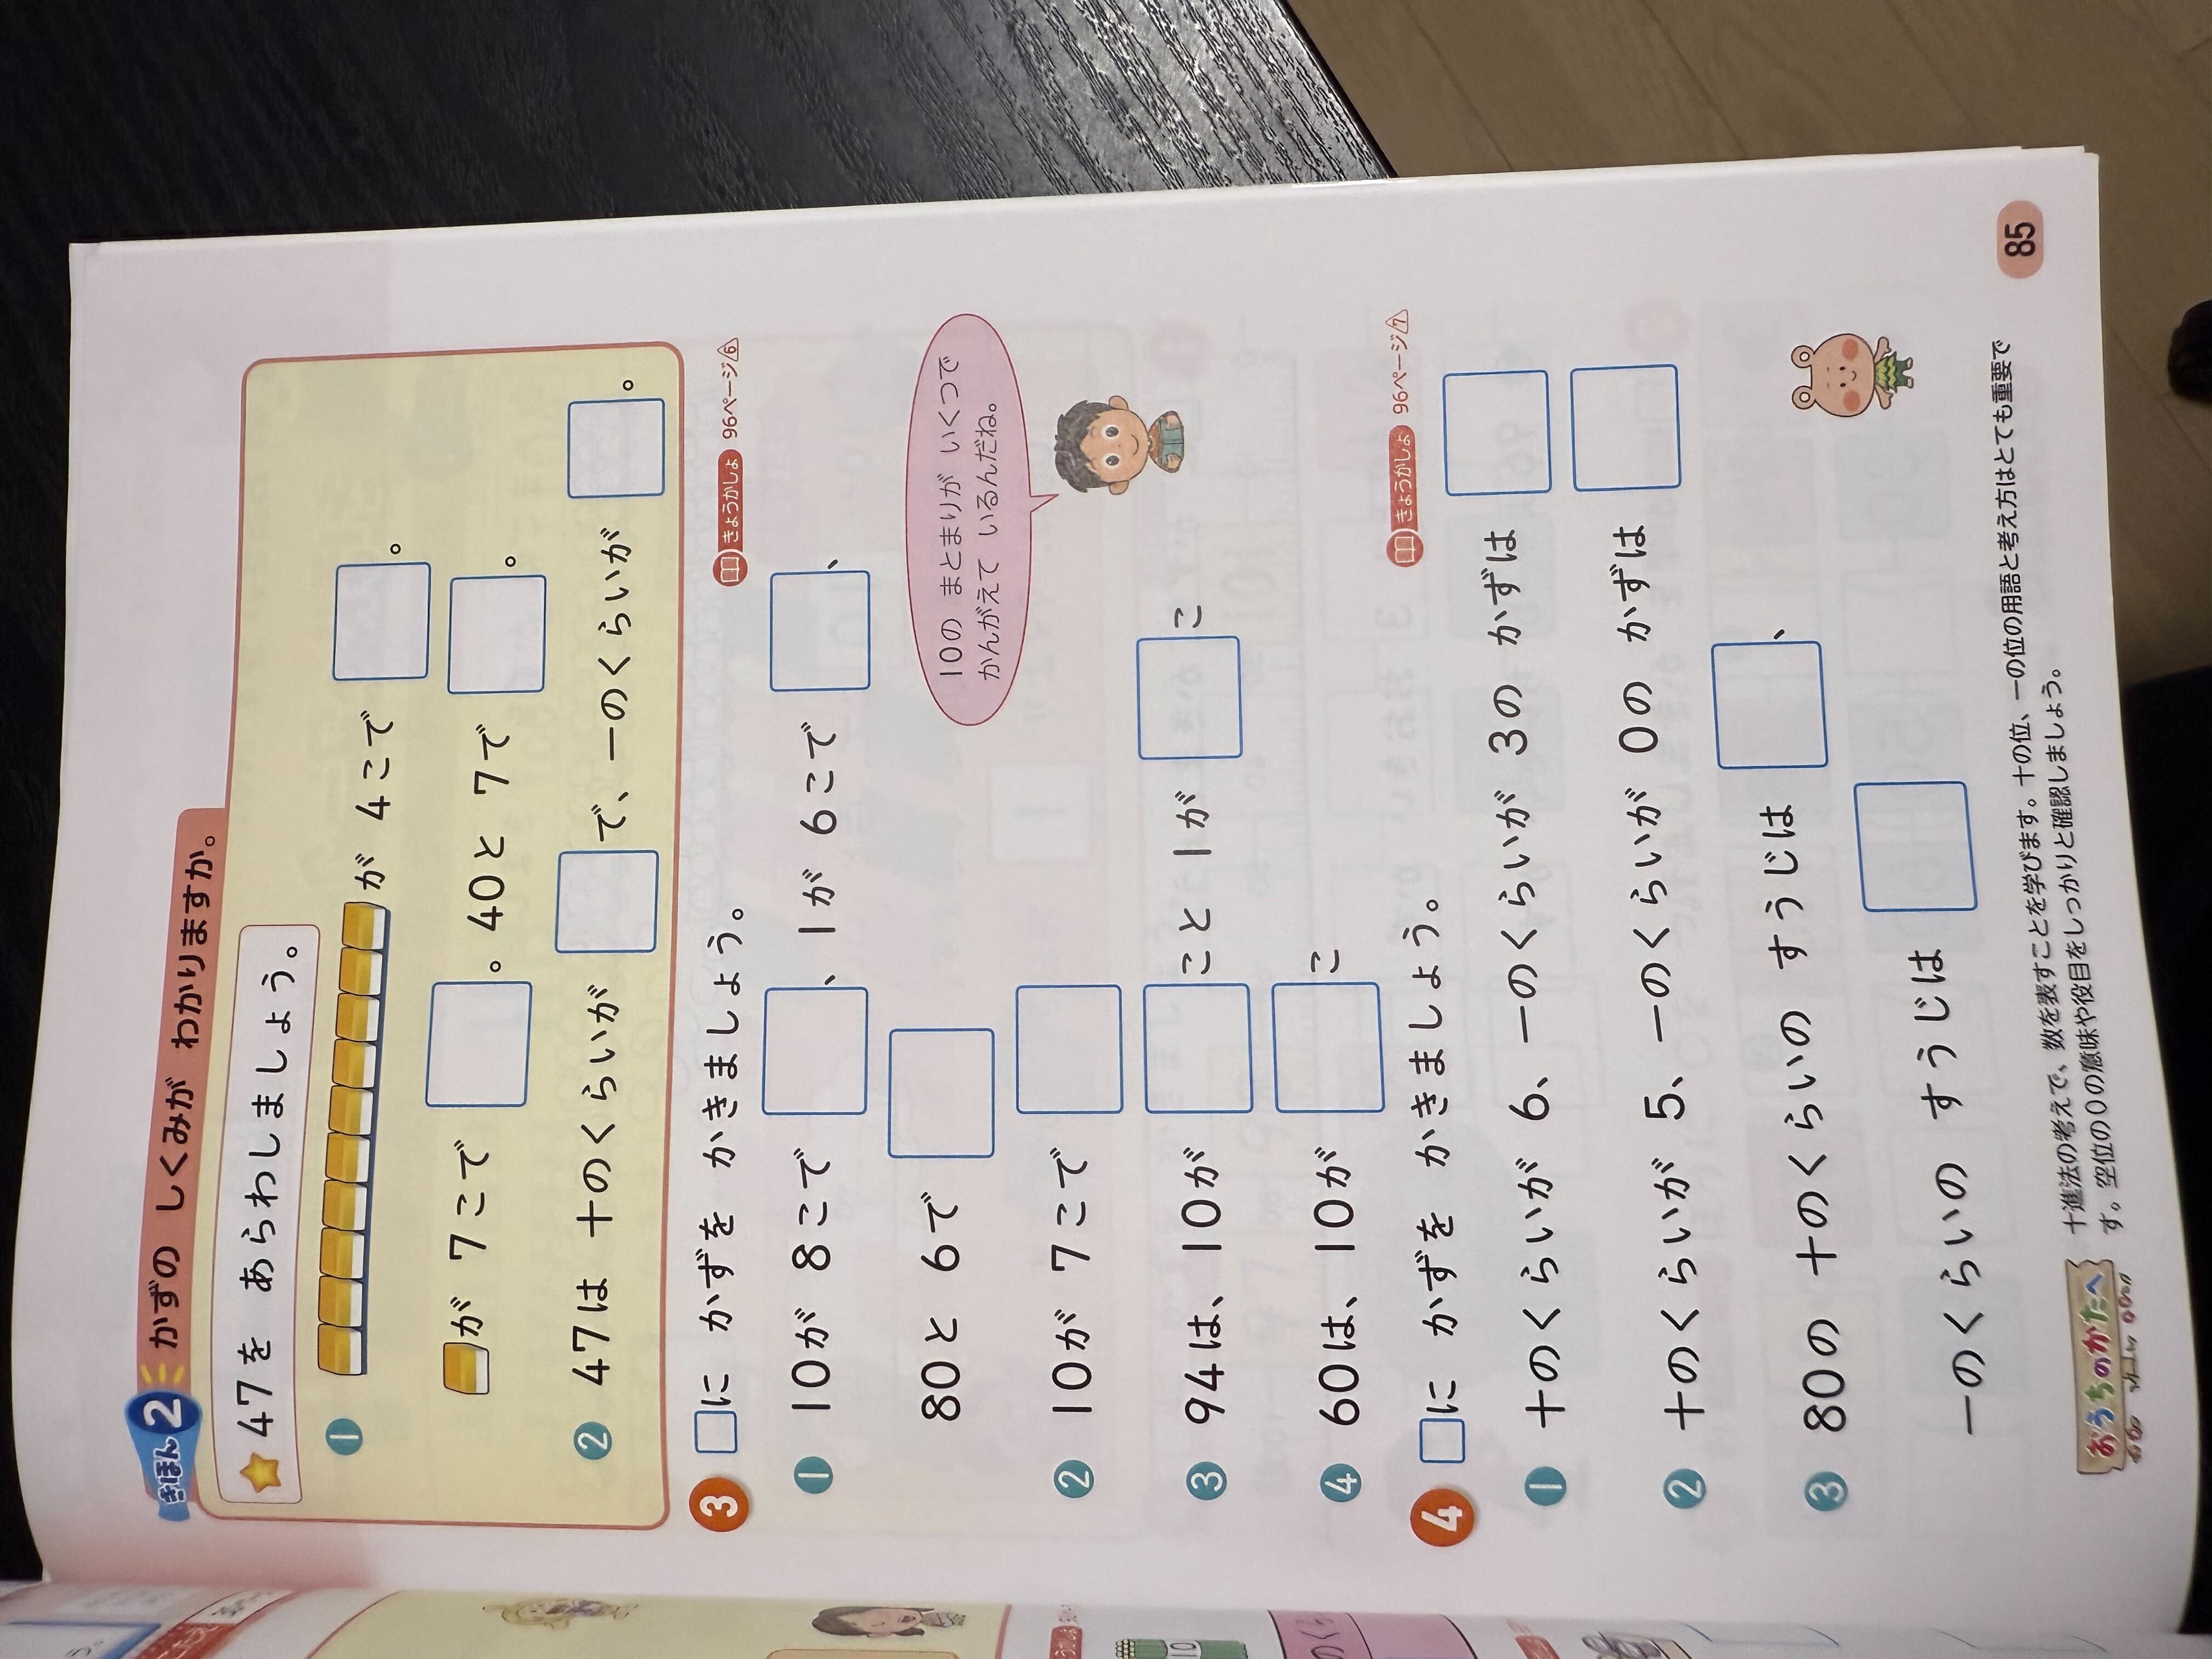 きほん 2 かずの しくみが わかりますか。
47を あらわしましょう。
1 が 4こで □。
が 7こで □。 40と 7で □。
2 47は 十のくらいが □で、一のくらいが □。
3 □に かずを かきましょう。
きょうかしょ 96ページ 6
1 10が 8こで □、1が 6こで □、
80と 6で □
10の まとまりが いくつで
かんがえて いるんだね。
2 10が 7こで □
3 94は、10が □こと 1が □こ
4 60は、10が □こ
4 □に かずを かきましょう。
きょうかしょ 96ページ 7
1 十のくらいが 6、一のくらいが 3の かずは □
2 十のくらいが 5、一のくらいが 0の かずは □
3 80の 十のくらいの すうじは □、
一のくらいの すうじは □
おうちのかたへ
十進法の考えで、数を表すことを学びます。十の位、一の位の用語と考え方はとても重要で
す。空位の0の意味や役目をしっかりと確認しましょう。
85